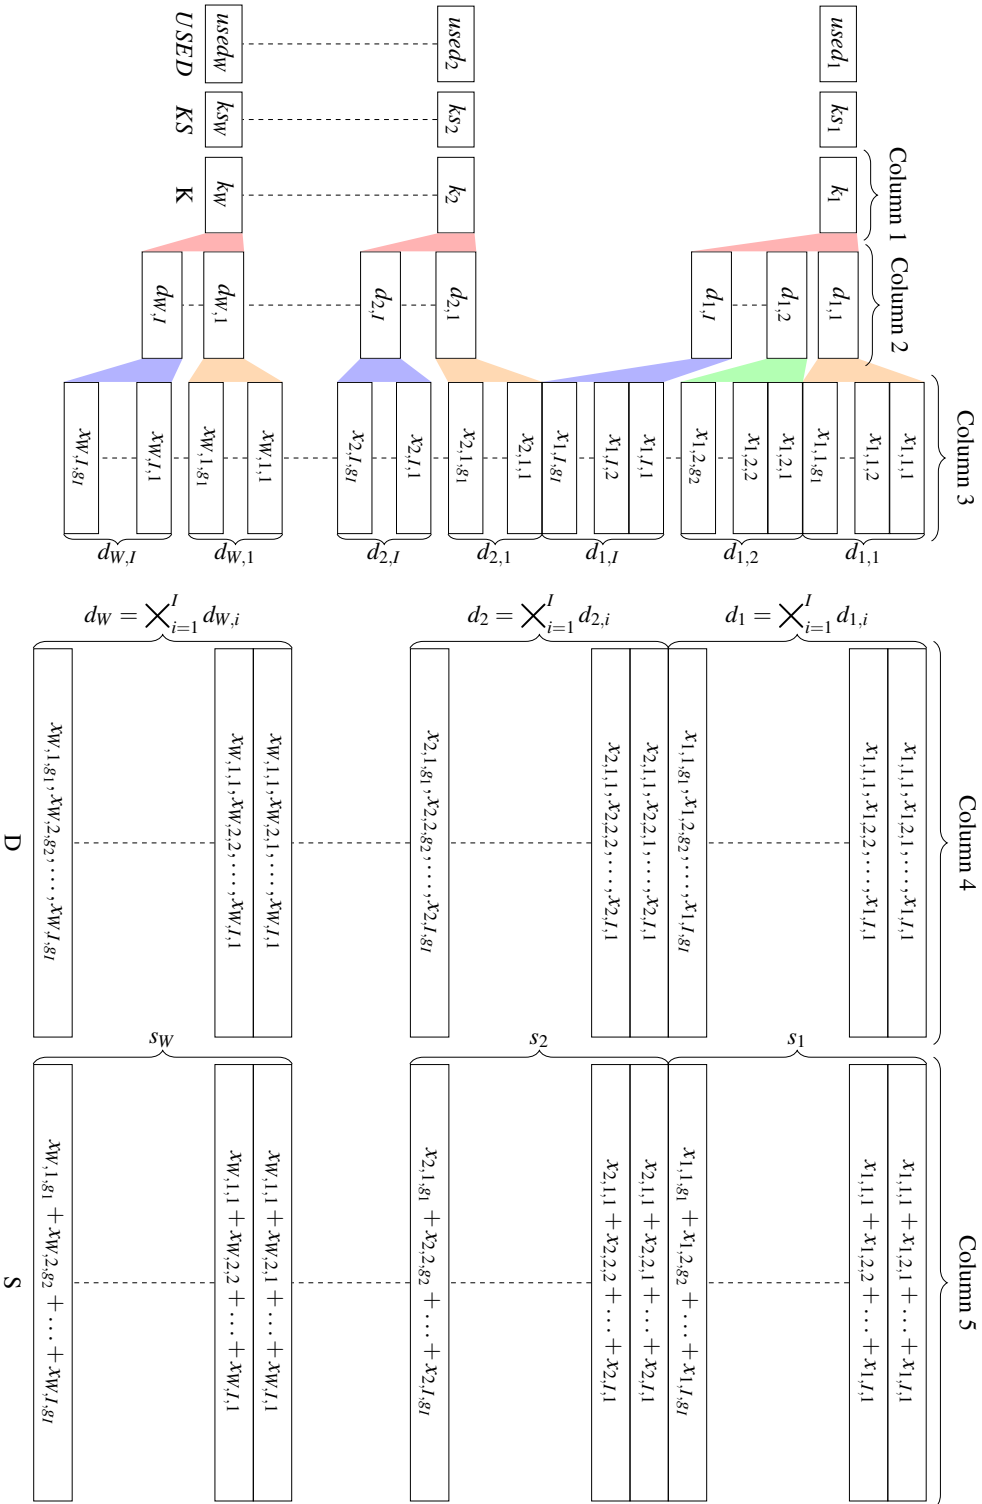 Column 1
Column 2
Column 3
Column 4
Column 5
used_1
ks_1
k_1
d_{1,1}
d_{1,2}
d_{1,I}
x_{1,1,1}
x_{1,1,2}
x_{1,1,g_1}
x_{1,2,1}
x_{1,2,2}
x_{1,2,g_2}
x_{1,I,1}
x_{1,I,2}
x_{1,I,g_I}
d_{1,1}
d_{1,2}
d_{1,I}
d_1 = ⨉_{i=1}^{I} d_{1,i}
x_{1,1,1}, x_{1,2,1}, …, x_{1,I,1}
x_{1,1,1}, x_{1,2,2}, …, x_{1,I,1}
x_{1,1,g_1}, x_{1,2,g_2}, …, x_{1,I,g_I}
s_1
x_{1,1,1} + x_{1,2,1} + … + x_{1,I,1}
x_{1,1,1} + x_{1,2,2} + … + x_{1,I,1}
x_{1,1,g_1} + x_{1,2,g_2} + … + x_{1,I,g_I}
used_2
ks_2
k_2
d_{2,1}
d_{2,I}
x_{2,1,1}
x_{2,1,g_1}
x_{2,I,1}
x_{2,I,g_I}
d_{2,1}
d_{2,I}
d_2 = ⨉_{i=1}^{I} d_{2,i}
x_{2,1,1}, x_{2,2,1}, …, x_{2,I,1}
x_{2,1,1}, x_{2,2,2}, …, x_{2,I,1}
x_{2,1,g_1}, x_{2,2,g_2}, …, x_{2,I,g_I}
s_2
x_{2,1,1} + x_{2,2,1} + … + x_{2,I,1}
x_{2,1,1} + x_{2,2,2} + … + x_{2,I,1}
x_{2,1,g_1} + x_{2,2,g_2} + … + x_{2,I,g_I}
used_W
ks_W
k_W
d_{W,1}
d_{W,I}
x_{W,1,1}
x_{W,1,g_1}
x_{W,I,1}
x_{W,I,g_I}
d_{W,1}
d_{W,I}
d_W = ⨉_{i=1}^{I} d_{W,i}
x_{W,1,1}, x_{W,2,1}, …, x_{W,I,1}
x_{W,1,1}, x_{W,2,2}, …, x_{W,I,1}
x_{W,1,g_1}, x_{W,2,g_2}, …, x_{W,I,g_I}
s_W
x_{W,1,1} + x_{W,2,1} + … + x_{W,I,1}
x_{W,1,1} + x_{W,2,2} + … + x_{W,I,1}
x_{W,1,g_1} + x_{W,2,g_2} + … + x_{W,I,g_I}
USED
KS
K
D
S